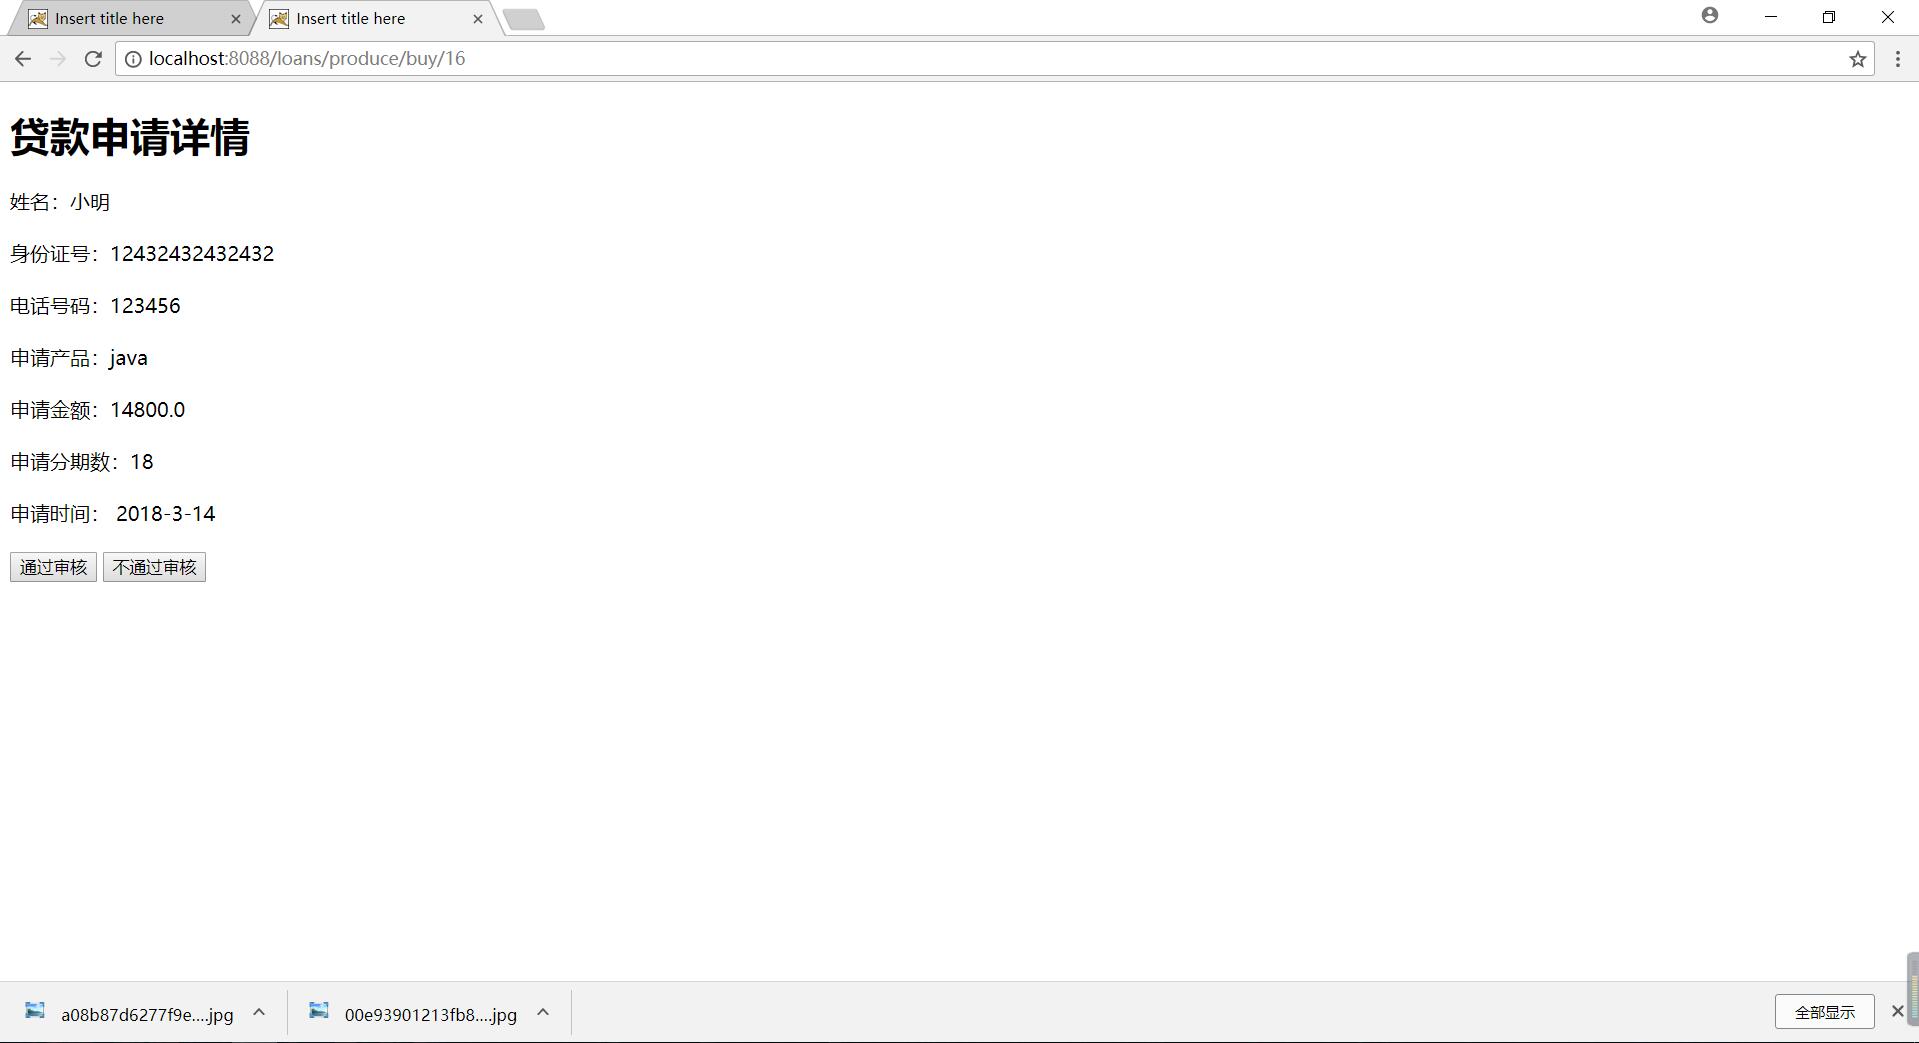 Insert title here
Insert title here
localhost:8088/loans/produce/buy/16
贷款申请详情
姓名：小明
身份证号：12432432432432
电话号码：123456
申请产品：java
申请金额：14800.0
申请分期数：18
申请时间： 2018-3-14
通过审核 不通过审核
a08b87d6277f9e....jpg 00e93901213fb8....jpg 全部显示